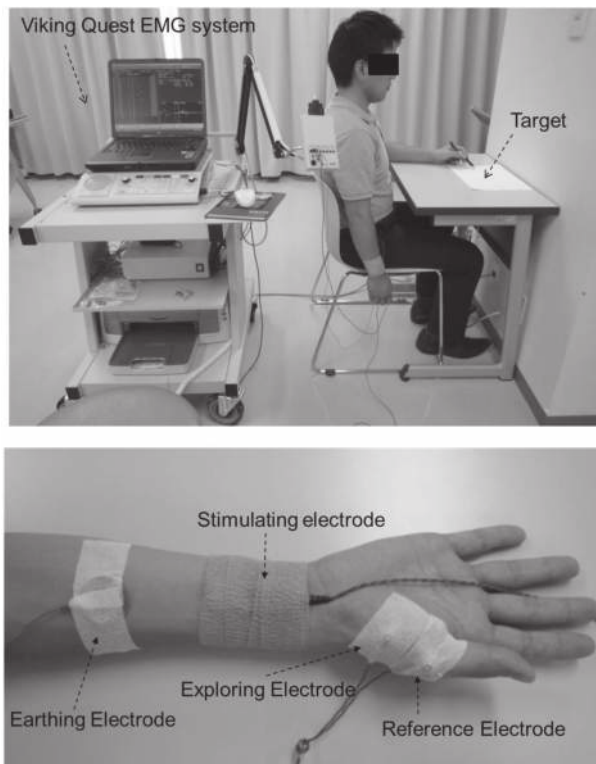 Viking Quest EMG system
Target
Stimulating electrode
Exploring Electrode
Earthing Electrode
Reference Electrode